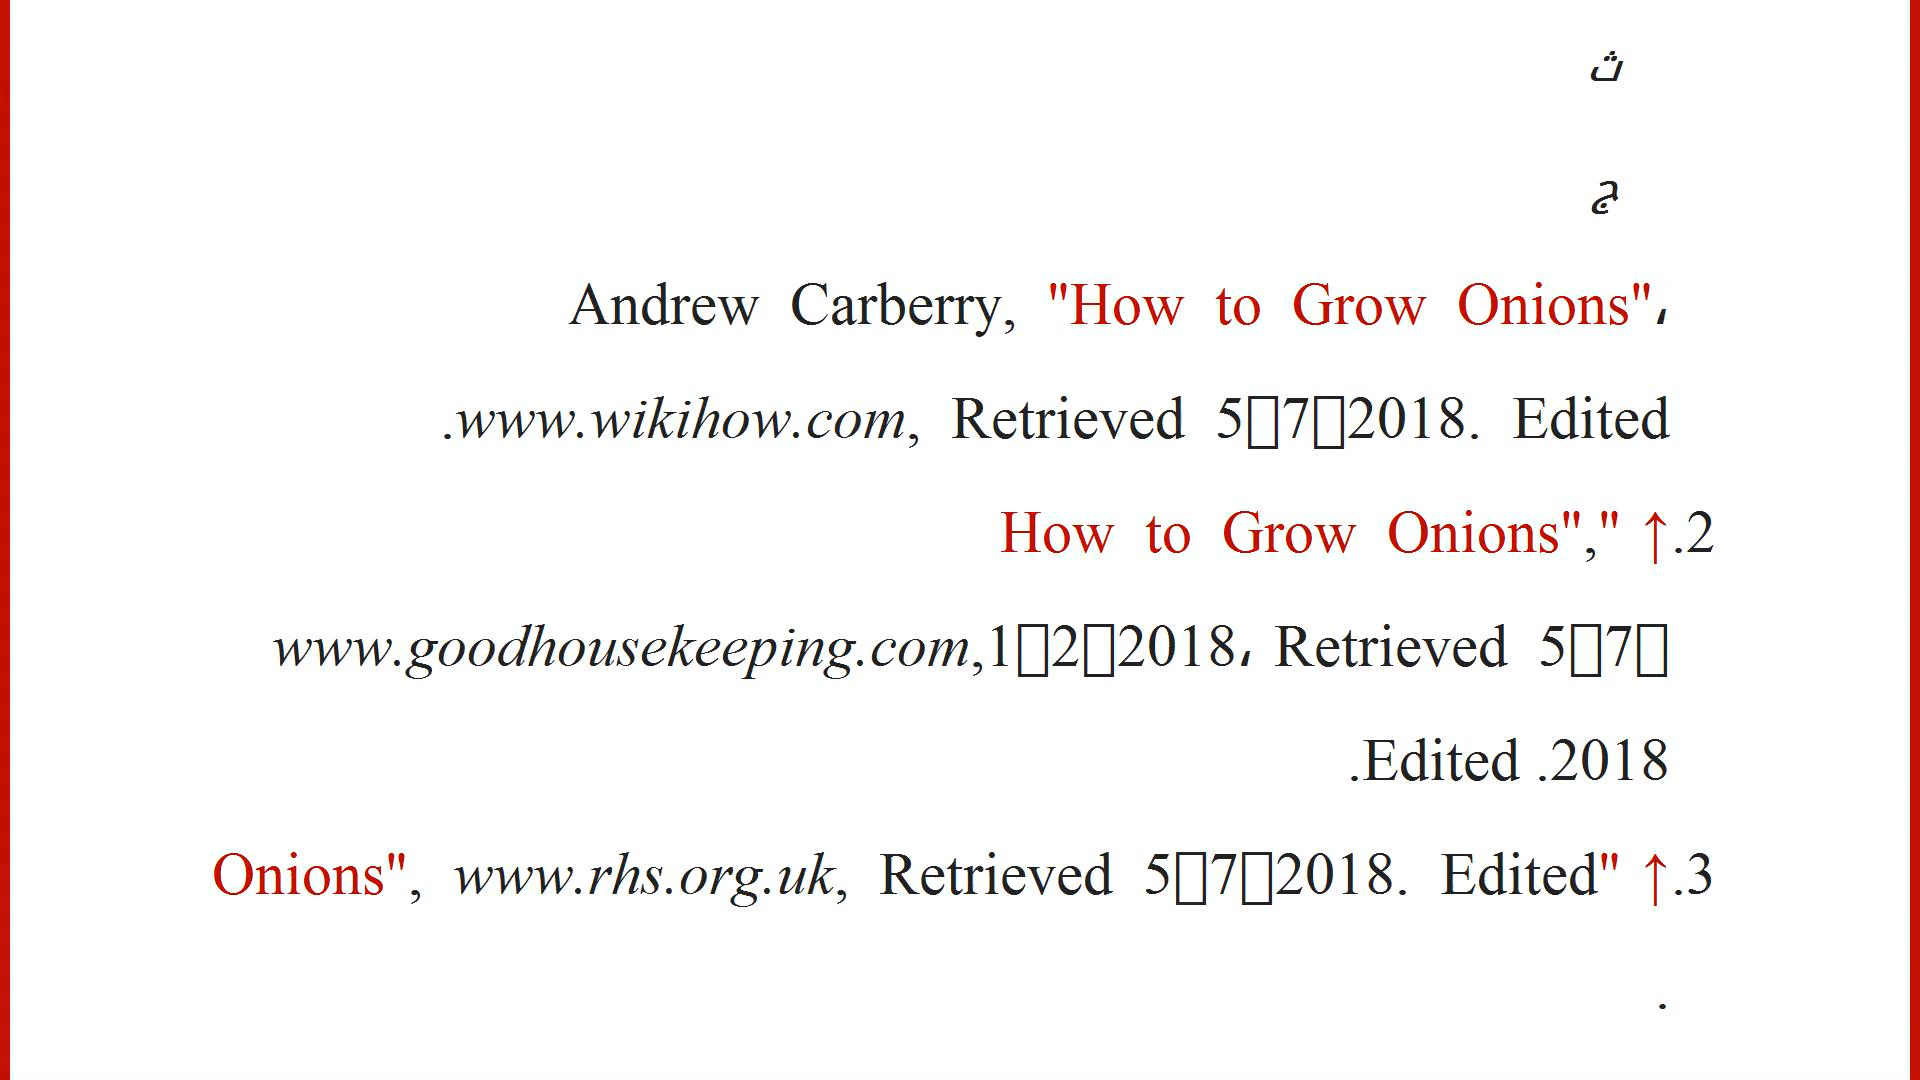 ث
ج
Andrew Carberry, "How to Grow Onions"،
.www.wikihow.com, Retrieved 5▯7▯2018. Edited
2.↑ "How to Grow Onions",
www.goodhousekeeping.com,1▯2▯2018، Retrieved 5▯7▯
2018. Edited.
3.↑ "Onions", www.rhs.org.uk, Retrieved 5▯7▯2018. Edited
.